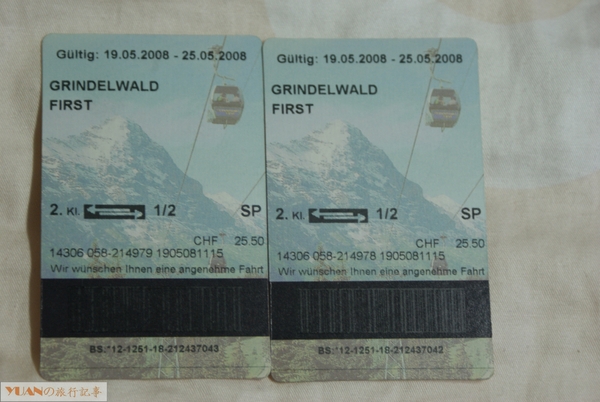 Gültig: 19.05.2008 - 25.05.2008
GRINDELWALD
FIRST
2. Kl. 1/2 SP
CHF 25.50
14306 058-214979 1905081115
Wir wünschen Ihnen eine angenehme Fahrt
BS:*12-1251-18-212437043
Gültig: 19.05.2008 - 25.05.2008
GRINDELWALD
FIRST
2. Kl. 1/2 SP
CHF 25.50
14306 058-214978 1905081115
Wir wünschen Ihnen eine angenehme Fahrt
BS:*12-1251-18-212437042
YUANの旅行記事